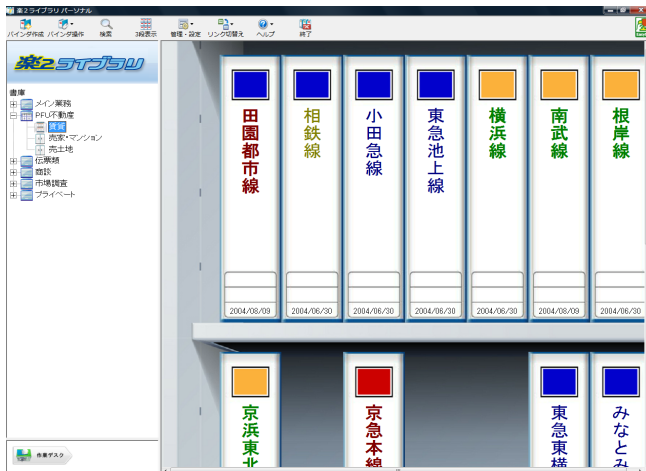 楽2ライブラリ パーソナル
バインダ作成 バインダ操作 検索 3段表示 管理・設定 リンク切替え ヘルプ 終了
楽2ライブラリ
書庫
メイン業務
PFU不動産
賃貸
売家・マンション
売土地
伝票類
商談
市場調査
プライベート
作業デスク
田園都市線
相鉄線
小田急線
東急池上線
横浜線
南武線
根岸線
2004/08/09
2004/06/30
2004/06/30
2004/06/30
2004/06/30
2004/08/09
2004/06/30
京浜東北
京急本線
東急東横
みなとみ